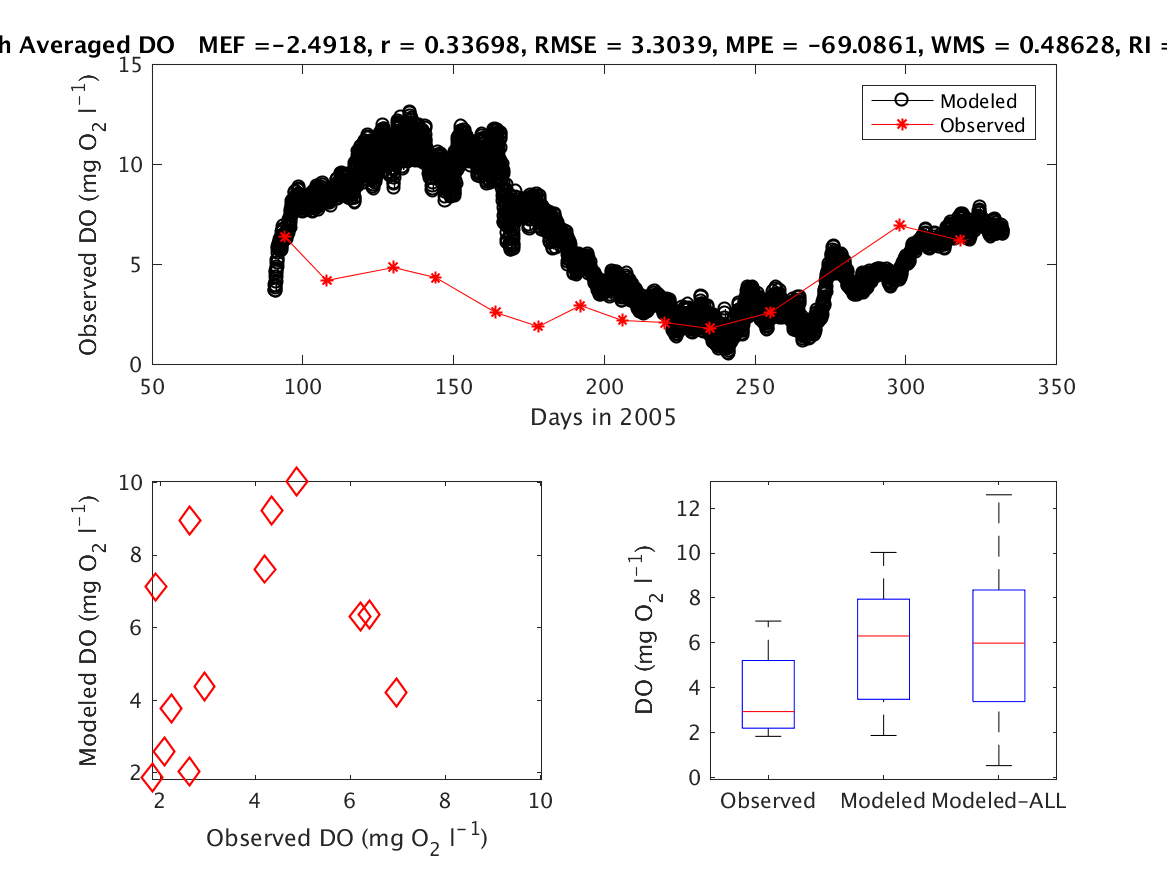 h Averaged DO MEF =-2.4918, r = 0.33698, RMSE = 3.3039, MPE = -69.0861, WMS = 0.48628, RI =
15
10
5
0
Observed DO (mg O2 l−1)
Modeled
Observed
50 100 150 200 250 300 350
Days in 2005
10
8
6
4
2
Modeled DO (mg O2 l−1)
2 4 6 8 10
Observed DO (mg O2 l−1)
12
10
8
6
4
2
0
DO (mg O2 l−1)
Observed Modeled Modeled-ALL